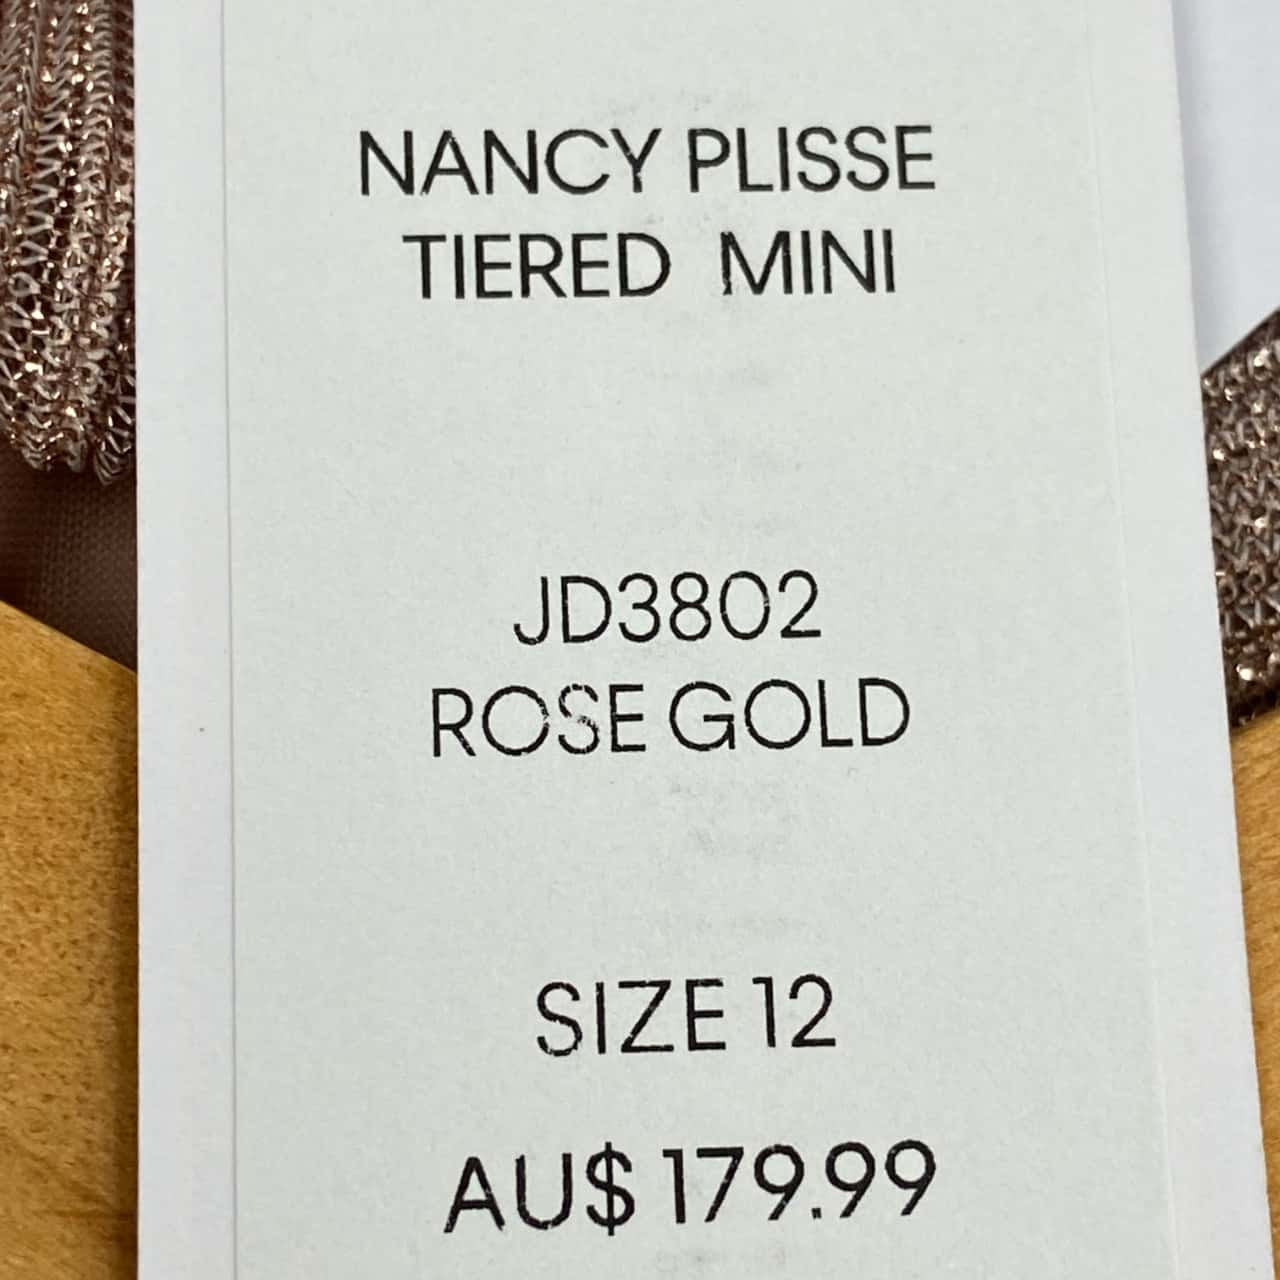 NANCY PLISSE
TIERED MINI
JD3802
ROSE GOLD
SIZE 12
AU$ 179.99